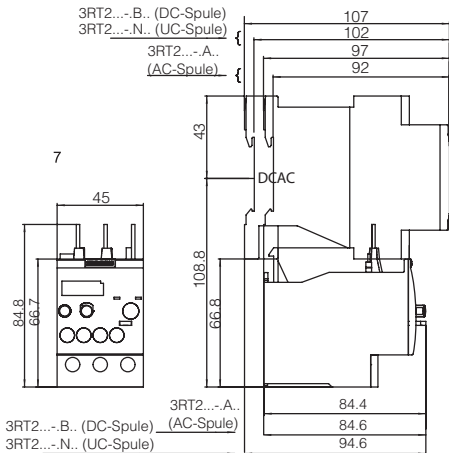 3RT2...-.B.. (DC-Spule)
3RT2...-.N.. (UC-Spule)
3RT2...-.A..
(AC-Spule)
107
102
97
92
43
7
DCAC
45
108.8
84.8
66.7
66.8
3RT2...-.A..
(AC-Spule)
3RT2...-.B.. (DC-Spule)
3RT2...-.N.. (UC-Spule)
84.4
84.6
94.6